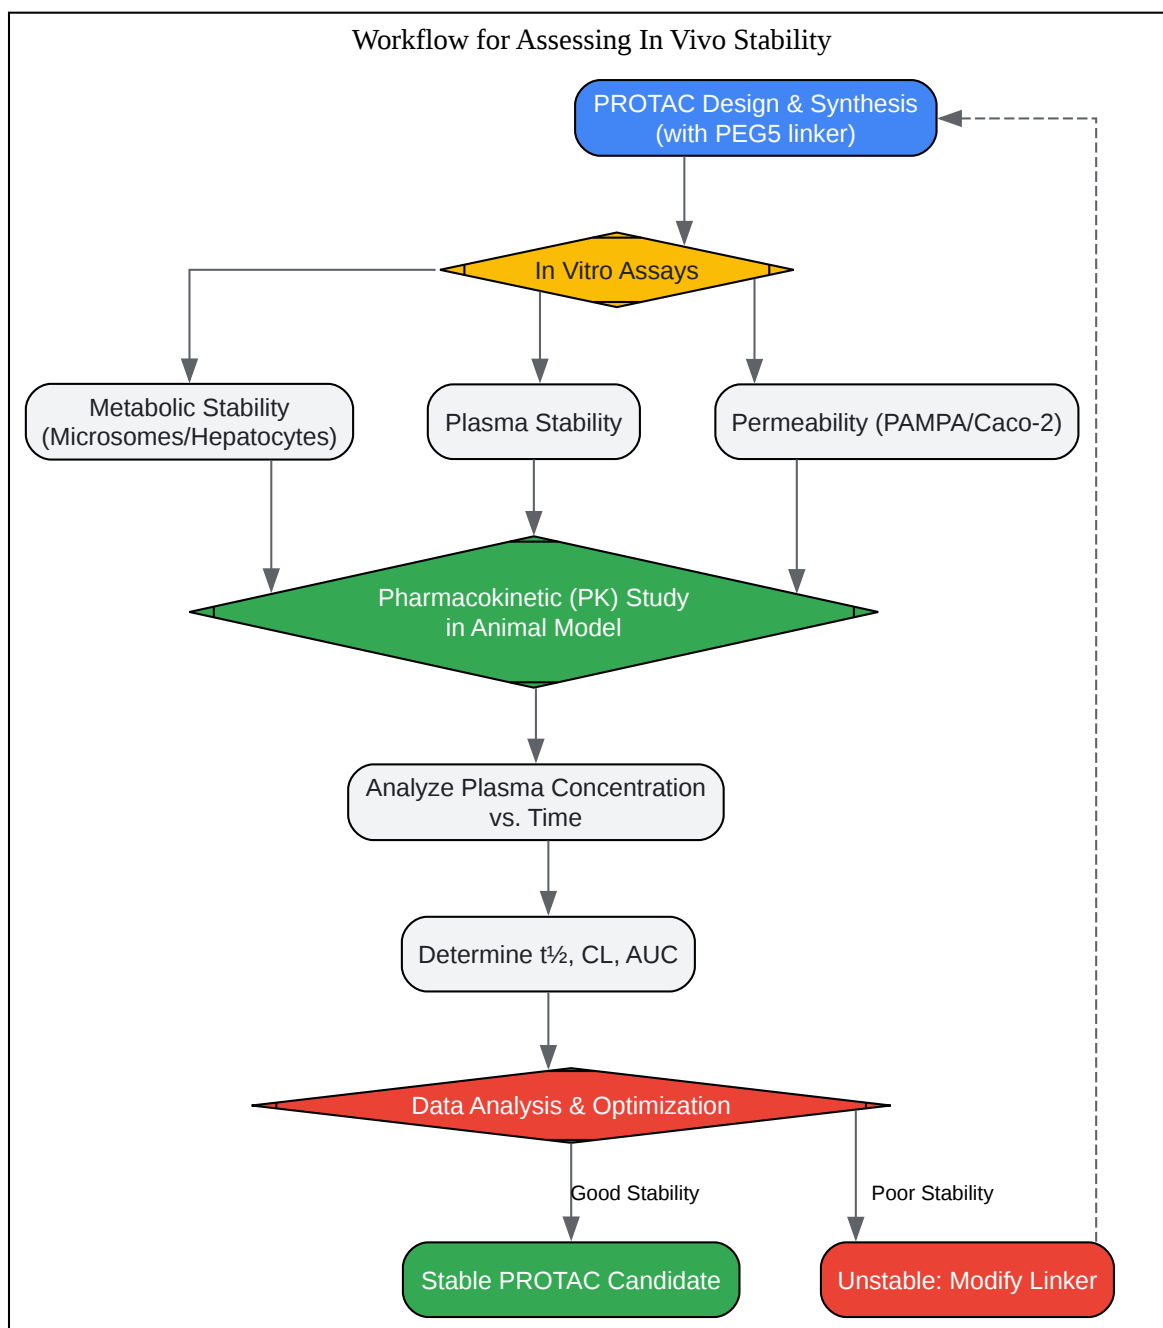 Workflow for Assessing In Vivo Stability
PROTAC Design & Synthesis
(with PEG5 linker)
In Vitro Assays
Metabolic Stability
(Microsomes/Hepatocytes)
Plasma Stability
Permeability (PAMPA/Caco-2)
Pharmacokinetic (PK) Study
in Animal Model
Analyze Plasma Concentration
vs. Time
Determine t½, CL, AUC
Data Analysis & Optimization
Good Stability
Poor Stability
Stable PROTAC Candidate
Unstable: Modify Linker